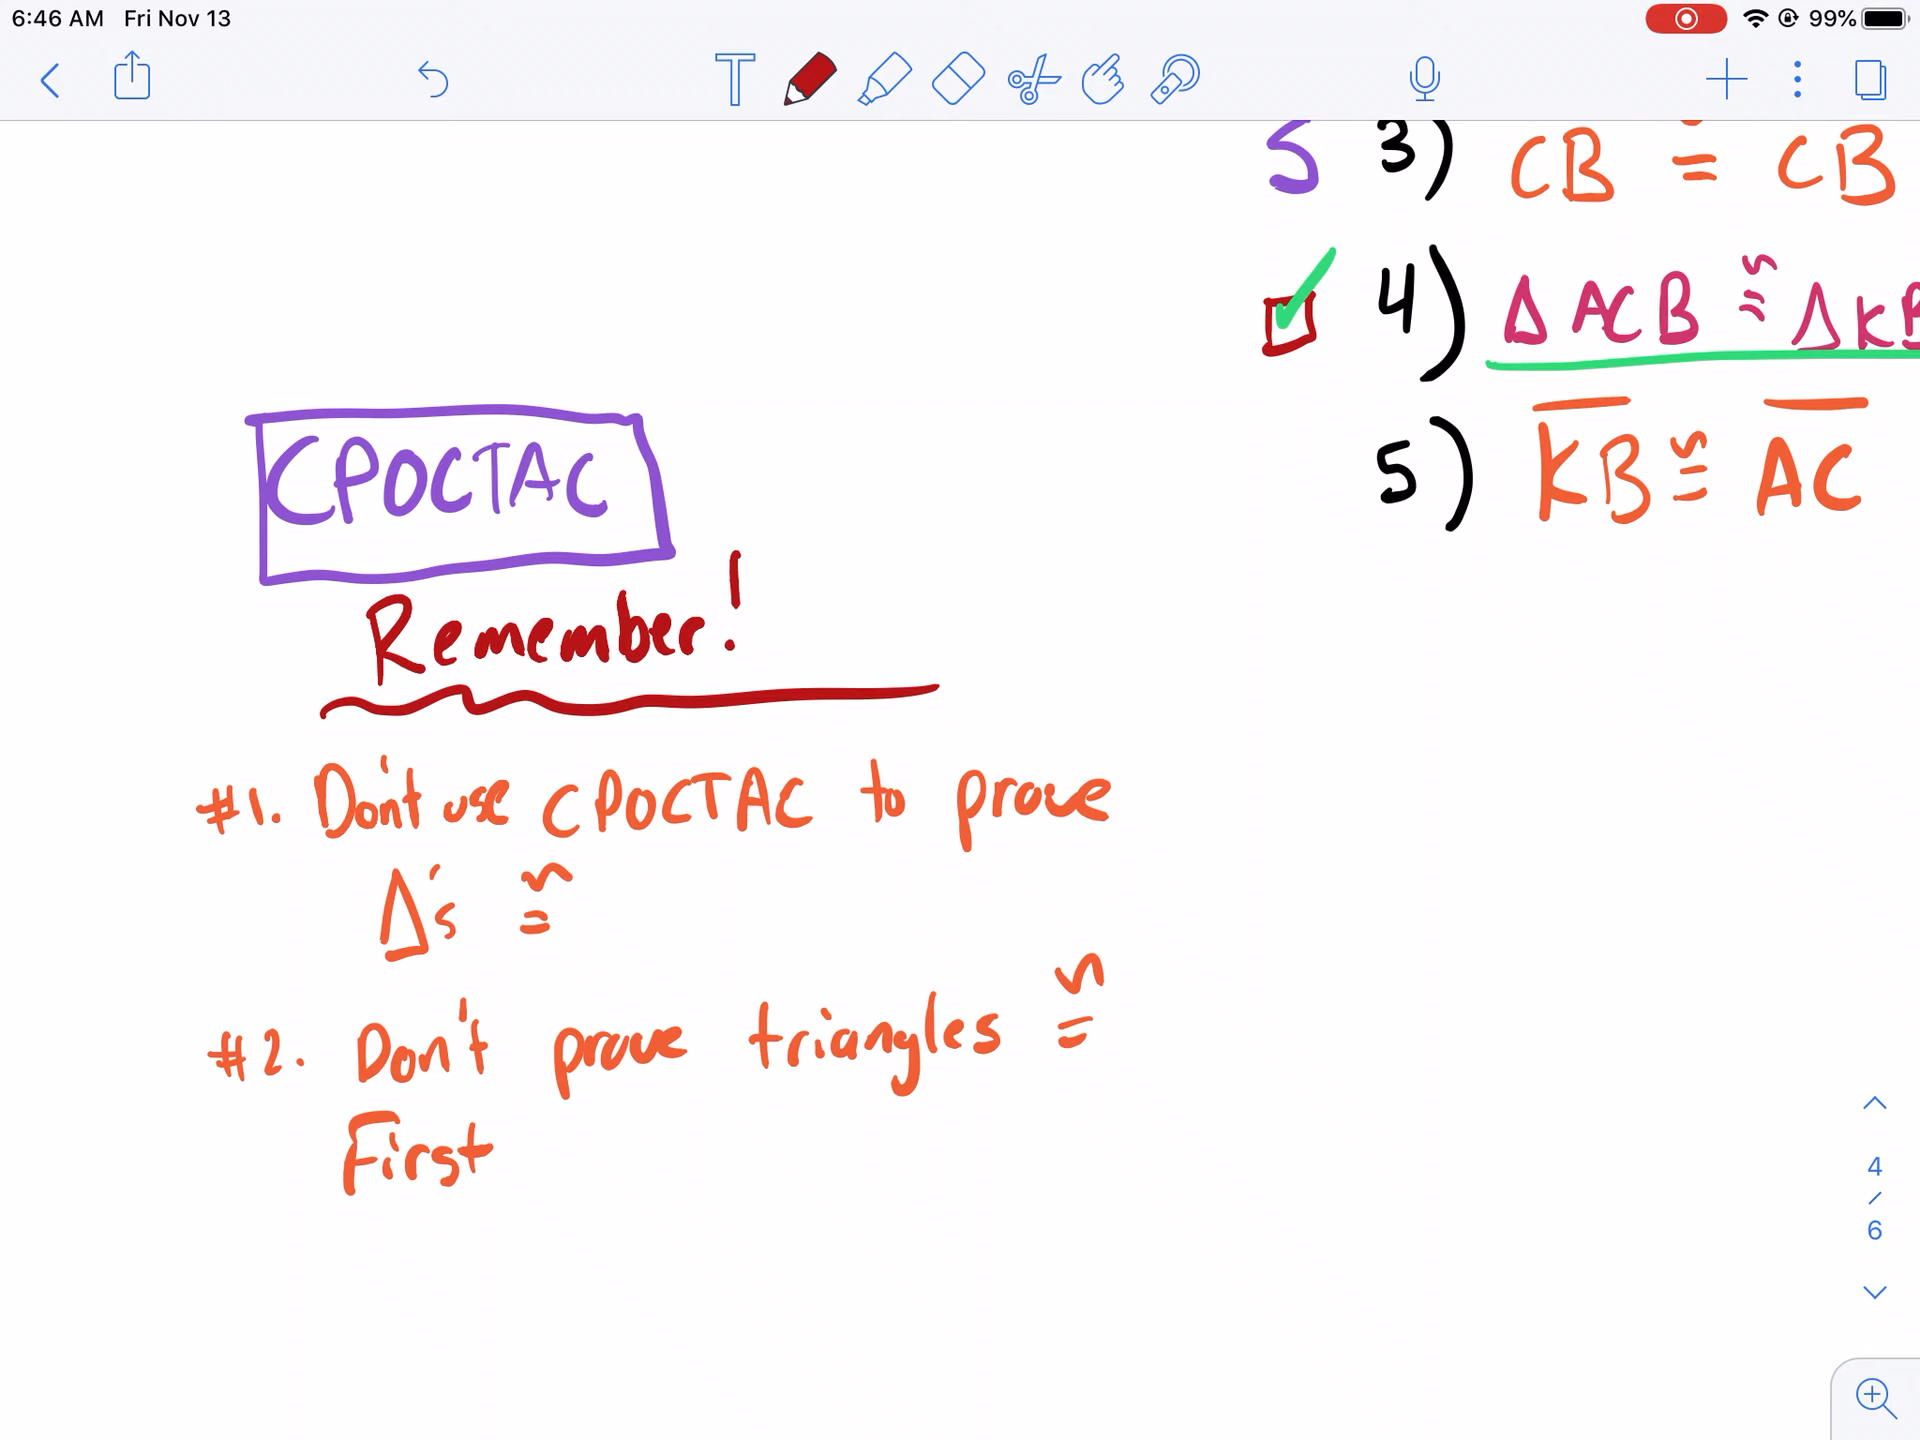 6:46 AM Fri Nov 13
99%
S 3) CB = CB
4) Δ ACB ≅ Δ KB
5) KB ≅ AC
CPOCTAC
Remember!
#1. Don't use CPOCTAC to prove
Δ's ≅
#2. Don't prove triangles ≅
First
4
/
6